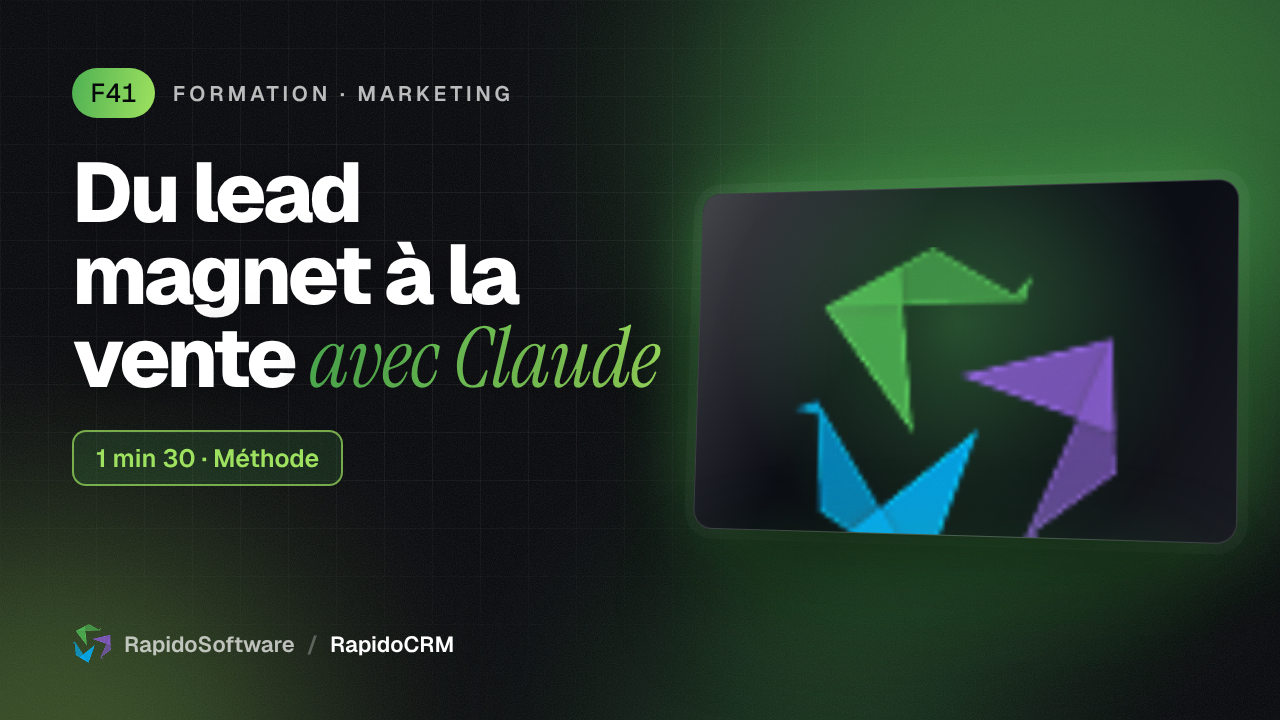 F41 FORMATION · MARKETING
Du lead
magnet à la
vente avec Claude
1 min 30 · Méthode
RapidoSoftware / RapidoCRM